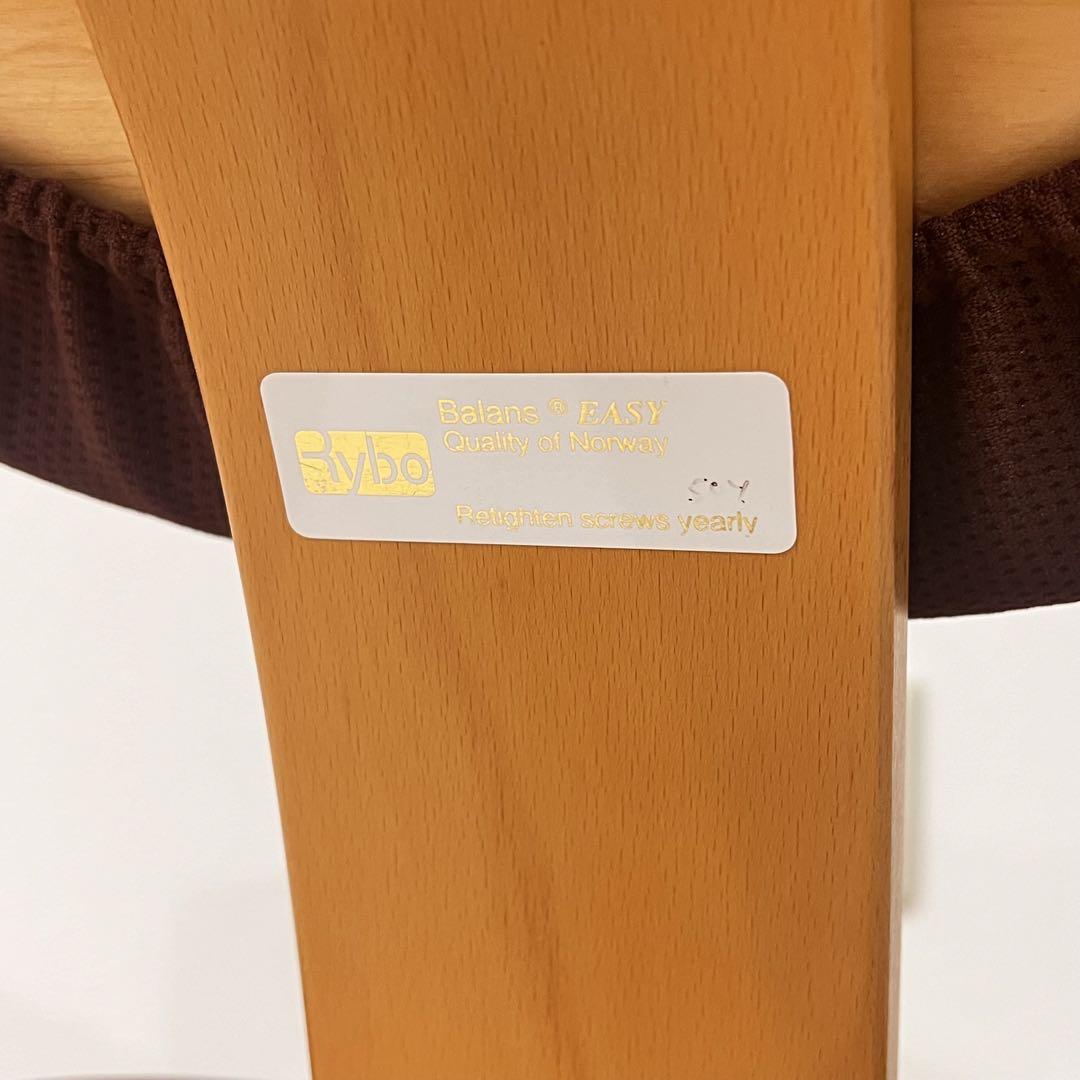 Balans ® EASY
Rybo
Quality of Norway
Retighten screws yearly